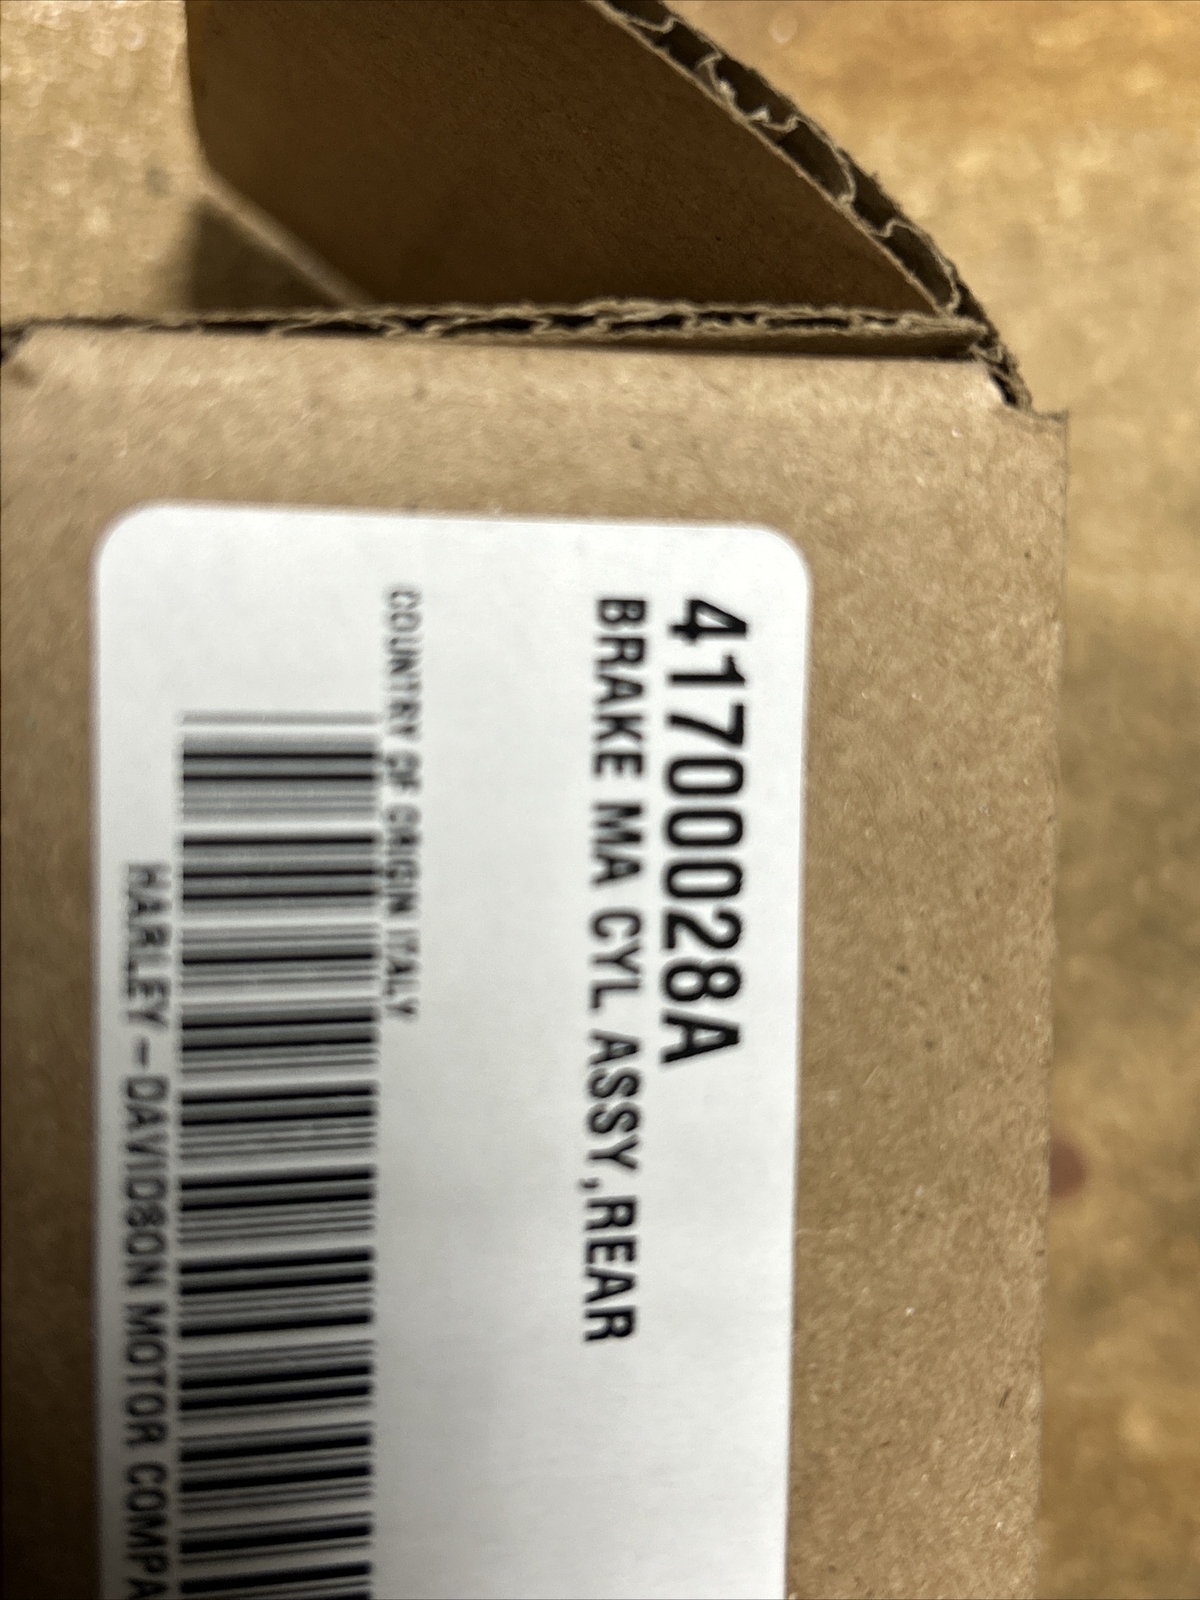 41700028A
BRAKE MA CYL ASSY,REAR
COUNTRY OF ORIGIN ITALY
HARLEY-DAVIDSON MOTOR COMPA